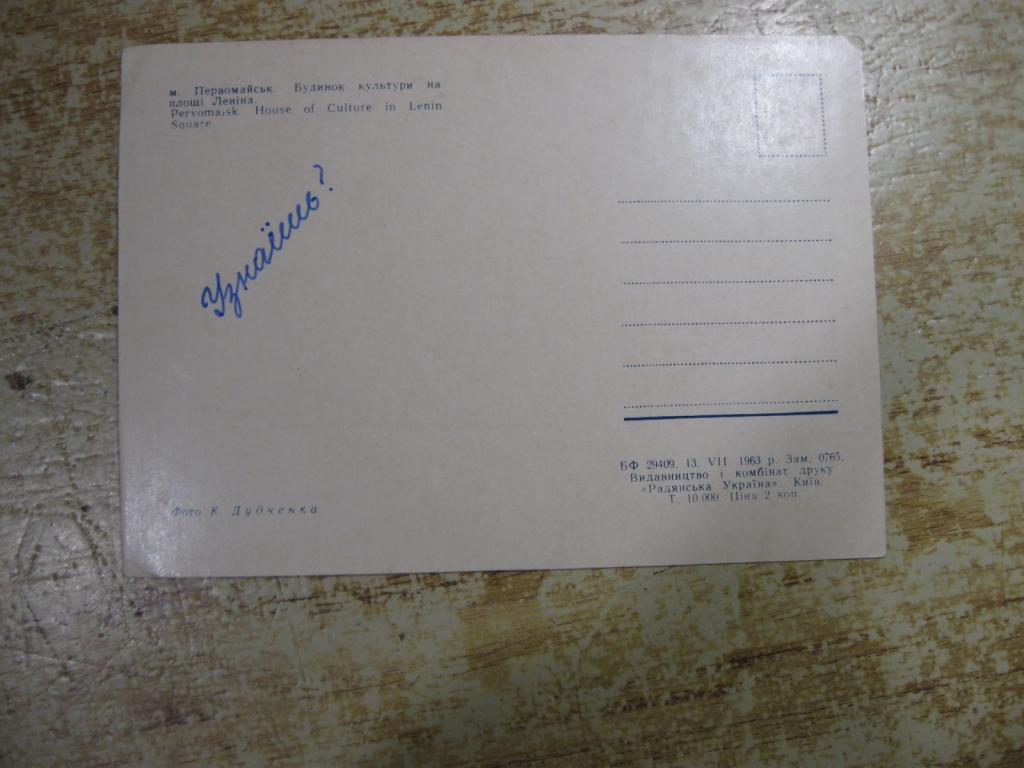 м. Первомайськ. Будинок культури на
площі Леніна.
Pervomaisk. House of Culture in Lenin
Square.
Узнаїшь?
БФ 29409. 13. VII 1963 р. Зам. 0765.
Видавництво і комбінат друку
«Радянська Україна». Київ.
Т. 10.000. Ціна 2 коп.
Фото К. Дудченка